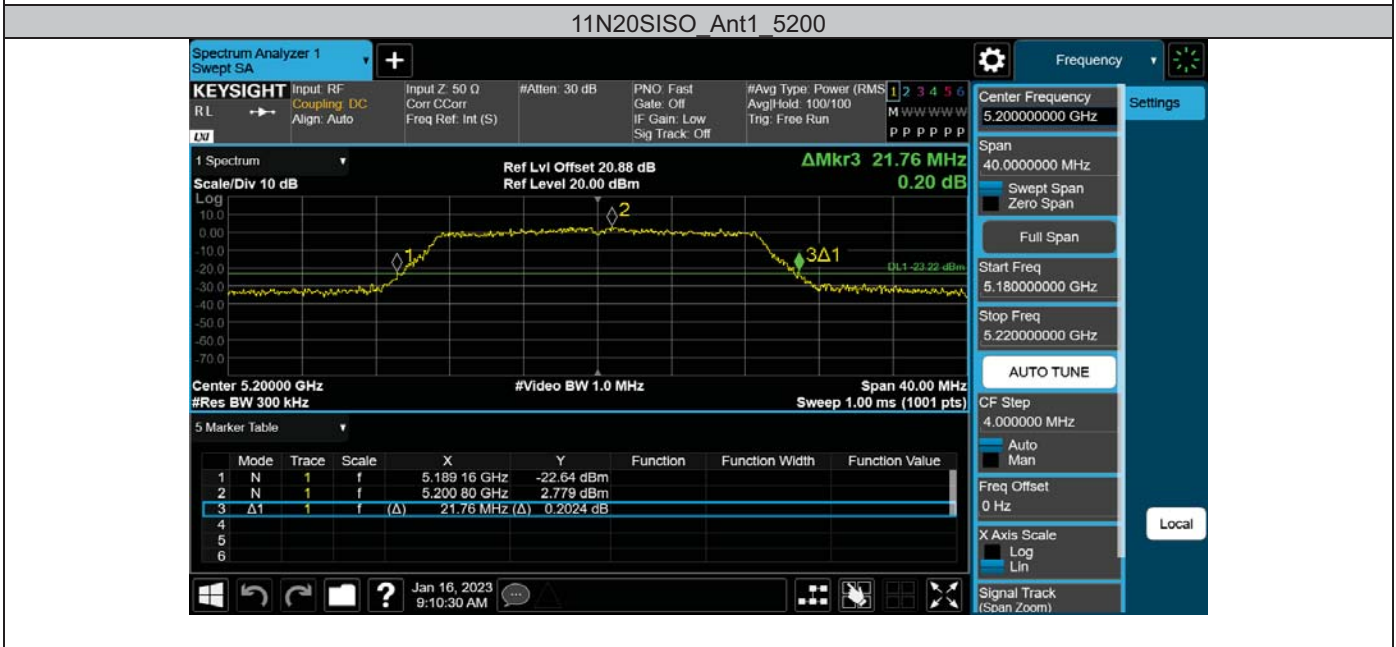 11N20SISO_Ant1_5200
Spectrum Analyzer 1
Swept SA
Frequency
KEYSIGHT
RL
LXI
Input: RF
Coupling: DC
Align: Auto
Input Z: 50 Ω
Corr CCorr
Freq Ref: Int (S)
#Atten: 30 dB
PNO: Fast
Gate: Off
IF Gain: Low
Sig Track: Off
#Avg Type: Power (RMS
Avg|Hold: 100/100
Trig: Free Run
1 2 3 4 5 6
M W W W W W
P P P P P P
1 Spectrum
Scale/Div 10 dB
Ref Lvl Offset 20.88 dB
Ref Level 20.00 dBm
ΔMkr3 21.76 MHz
0.20 dB
Log
10.0
0.00
-10.0
-20.0
-30.0
-40.0
-50.0
-60.0
-70.0
1
2
3Δ1
DL1 -23.22 dBm
Center 5.20000 GHz
#Video BW 1.0 MHz
Span 40.00 MHz
#Res BW 300 kHz
Sweep 1.00 ms (1001 pts)
5 Marker Table
Mode Trace Scale X Y Function Function Width Function Value
1 N 1 f 5.189 16 GHz -22.64 dBm
2 N 1 f 5.200 80 GHz 2.779 dBm
3 Δ1 1 f (Δ) 21.76 MHz (Δ) 0.2024 dB
4
5
6
Center Frequency
5.200000000 GHz
Settings
Span
40.0000000 MHz
Swept Span
Zero Span
Full Span
Start Freq
5.180000000 GHz
Stop Freq
5.220000000 GHz
AUTO TUNE
CF Step
4.000000 MHz
Auto
Man
Freq Offset
0 Hz
X Axis Scale
Log
Lin
Local
Signal Track
(Span Zoom)
?
Jan 16, 2023
9:10:30 AM